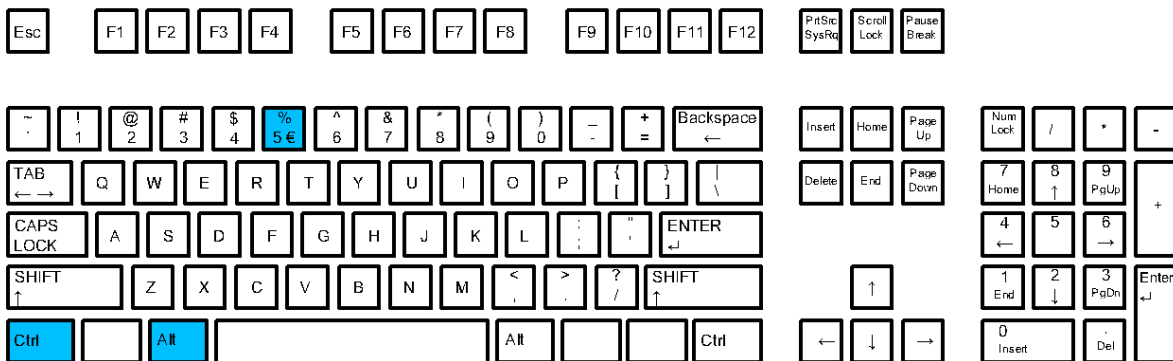 Esc F1 F2 F3 F4 F5 F6 F7 F8 F9 F10 F11 F12 PrtSrc Scroll Pause
SysRq Lock Break
~ ! @ # $ % ^ & * ( ) _ + Backspace Insert Home Page Num / * -
` 1 2 3 4 5 € 6 7 8 9 0 - = ← Up Lock
TAB Q W E R T Y U I O P { } | Delete End Page 7 8 9 +
← → [ ] \ Down Home ↑ PgUp
CAPS A S D F G H J K L : " ENTER 4 5 6
LOCK ; ' ↵ ← →
SHIFT Z X C V B N M < > ? SHIFT ↑ 1 2 3 Enter
↑ , . / ↑ End ↓ PgDn ↵
Ctrl Alt Alt Ctrl ← ↓ → 0 .
Insert Del